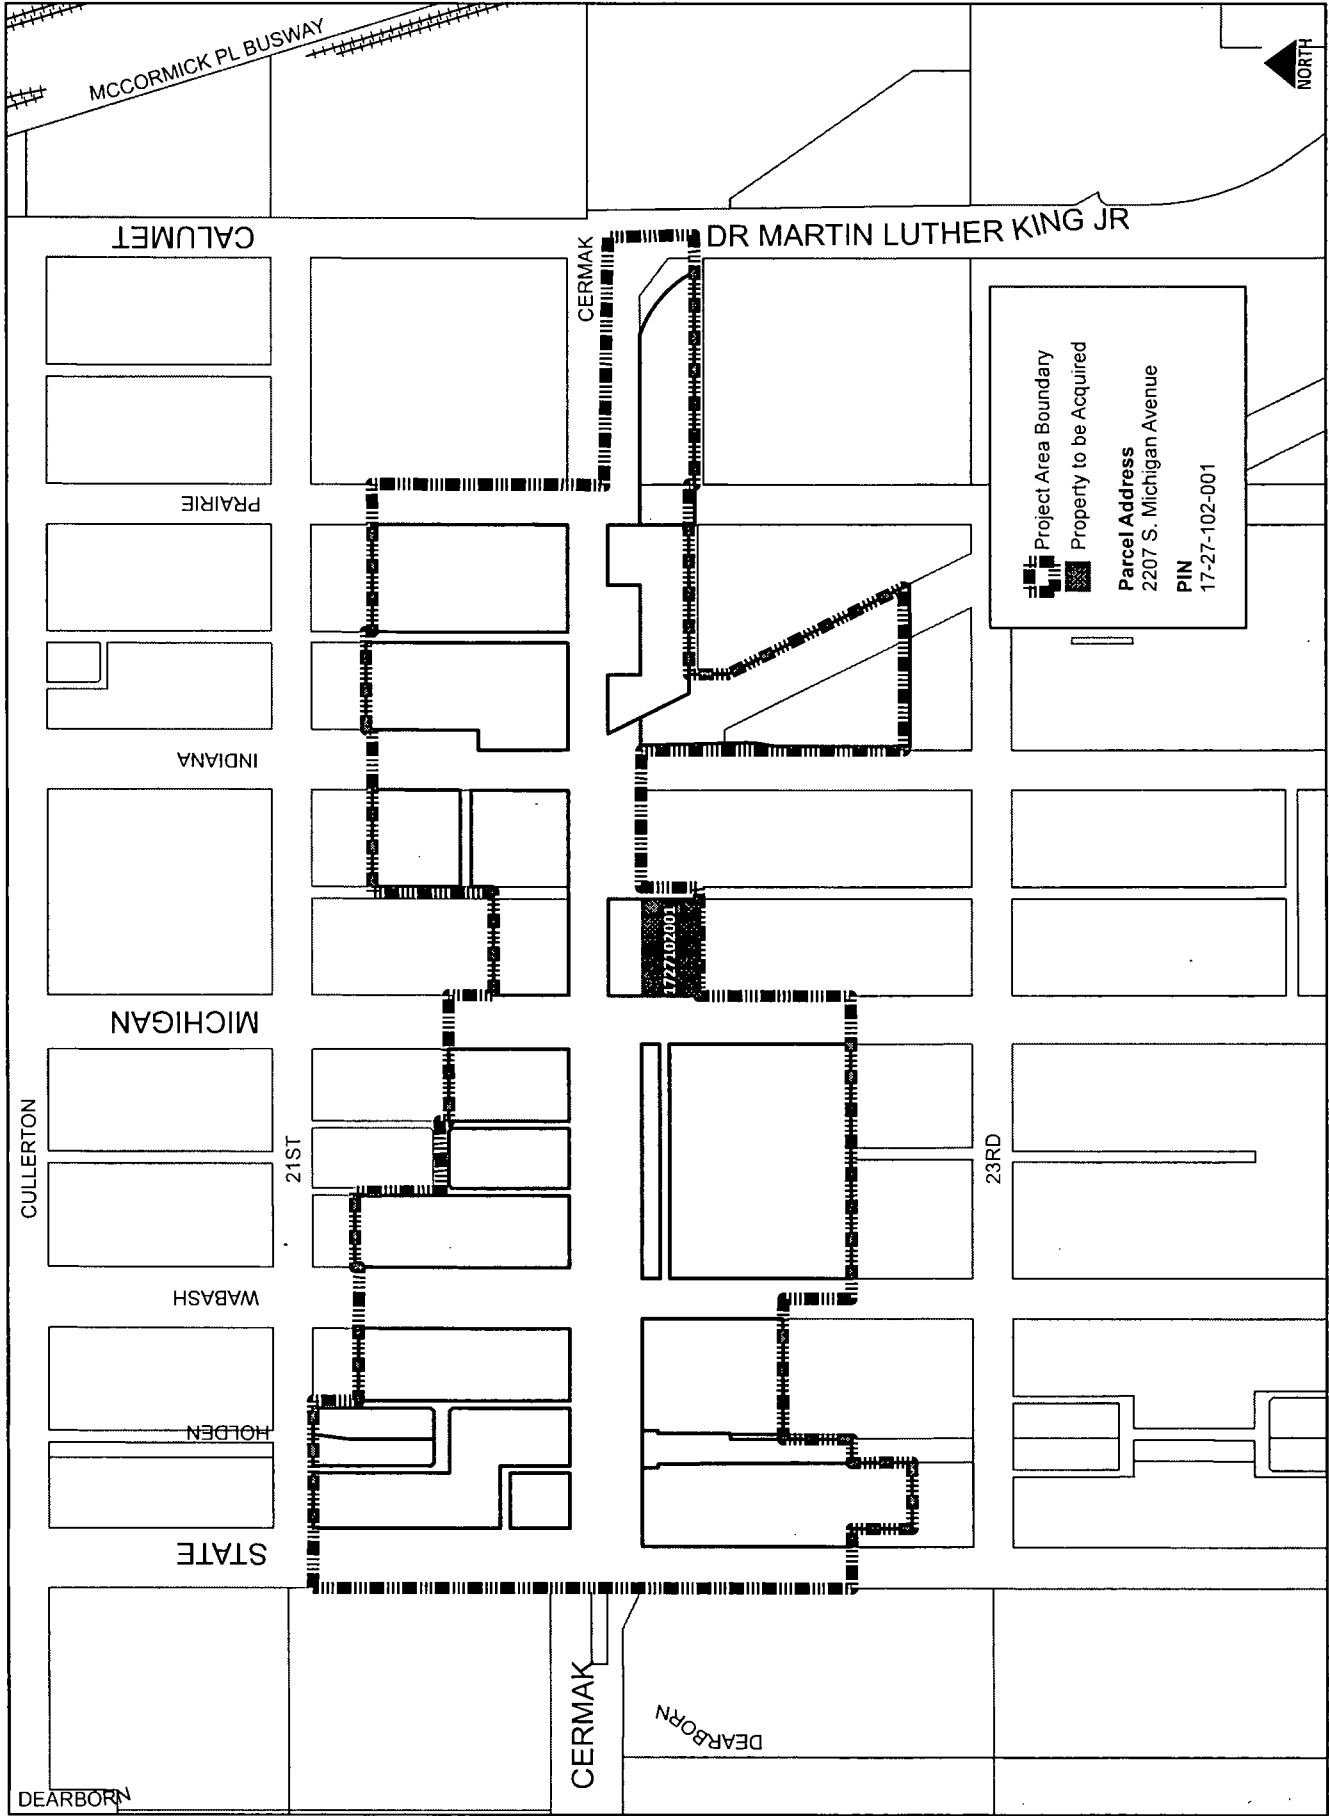 MCCORMICK PL BUSWAY
CALUMET
DR MARTIN LUTHER KING JR
CERMAK
PRAIRIE
INDIANA
MICHIGAN
CULLERTON
21ST
23RD
WABASH
HOLDEN
STATE
CERMAK
DEARBORN
DEARBORN
1727102001
NORTH
Project Area Boundary
Property to be Acquired
Parcel Address
2207 S. Michigan Avenue
PIN
17-27-102-001